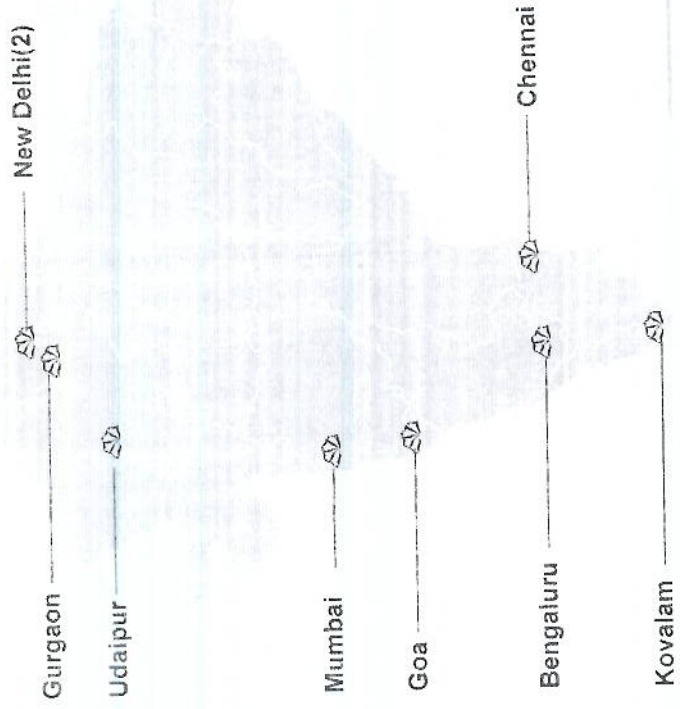 New Delhi(2)
Gurgaon
Udaipur
Mumbai
Goa
Chennai
Bengaluru
Kovalam